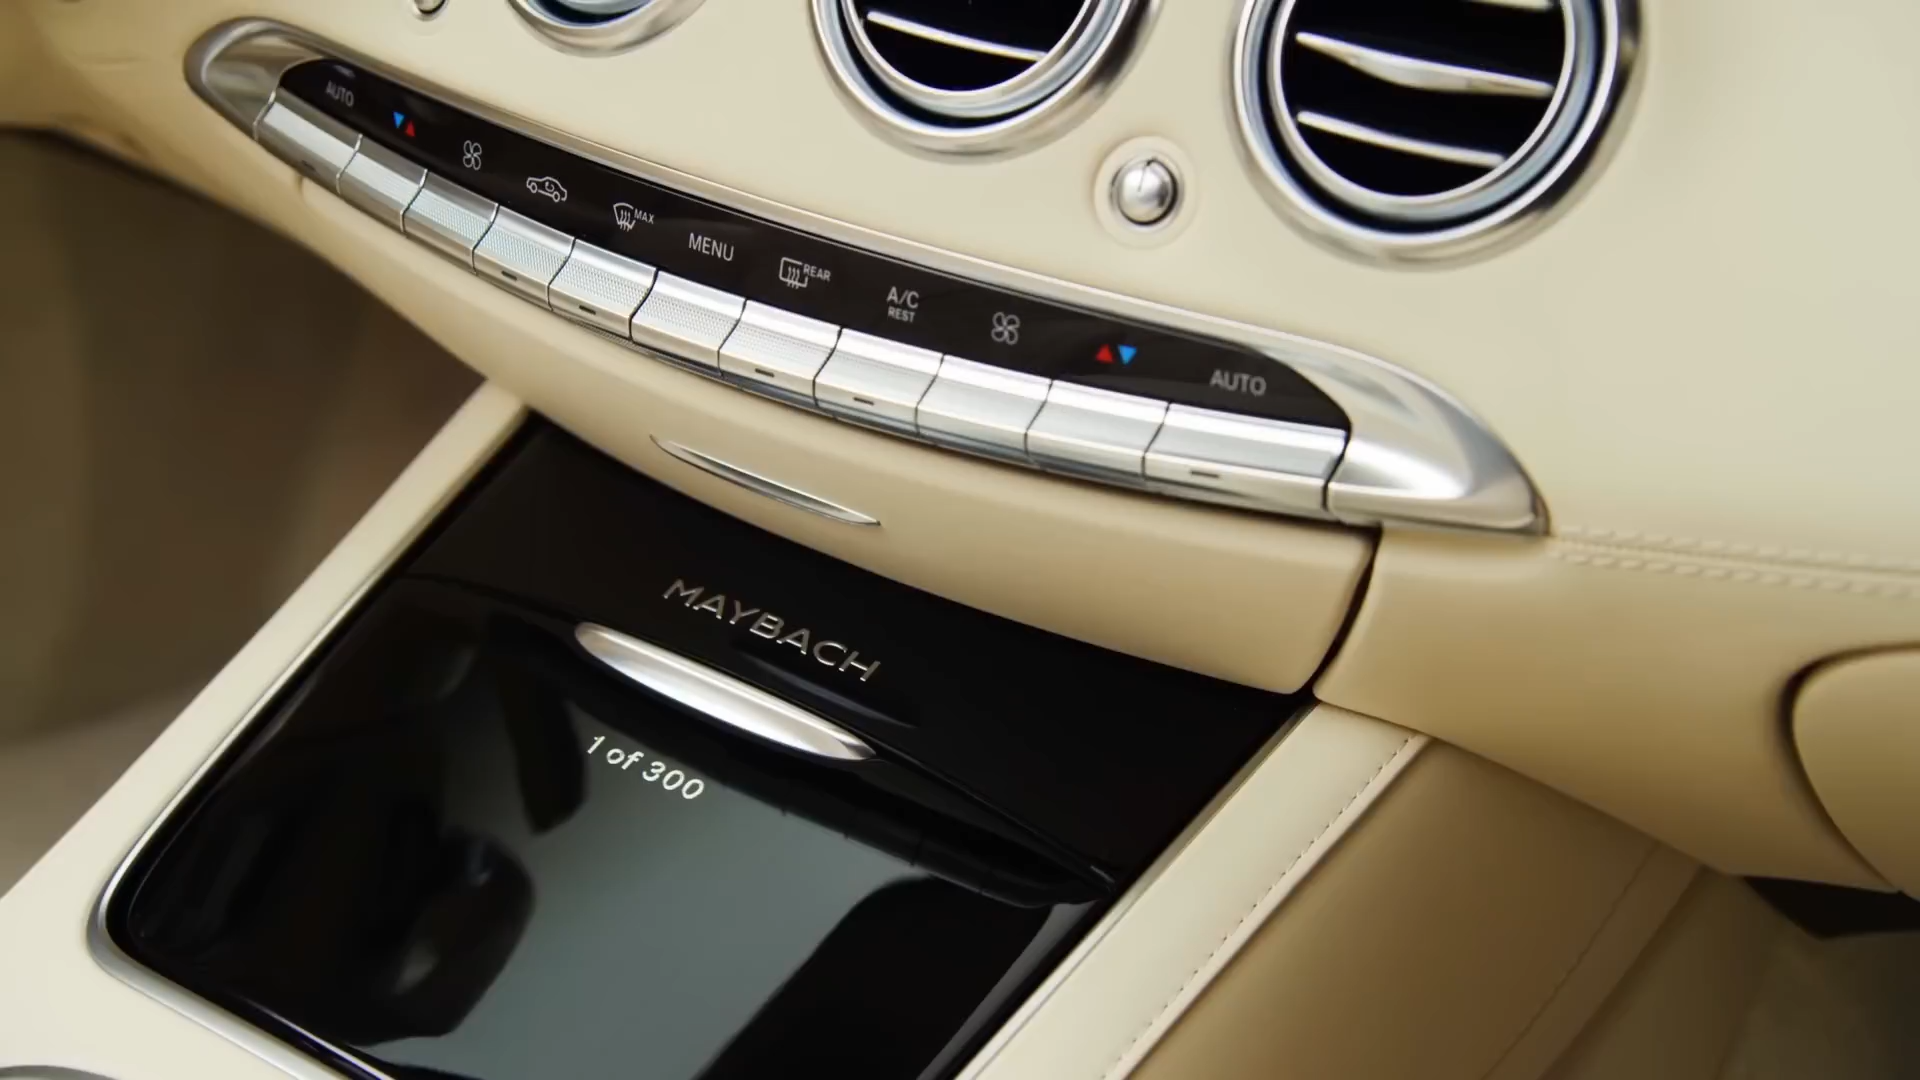 AUTO
MAX
MENU
REAR
A/C
REST
AUTO
MAYBACH
1 of 300